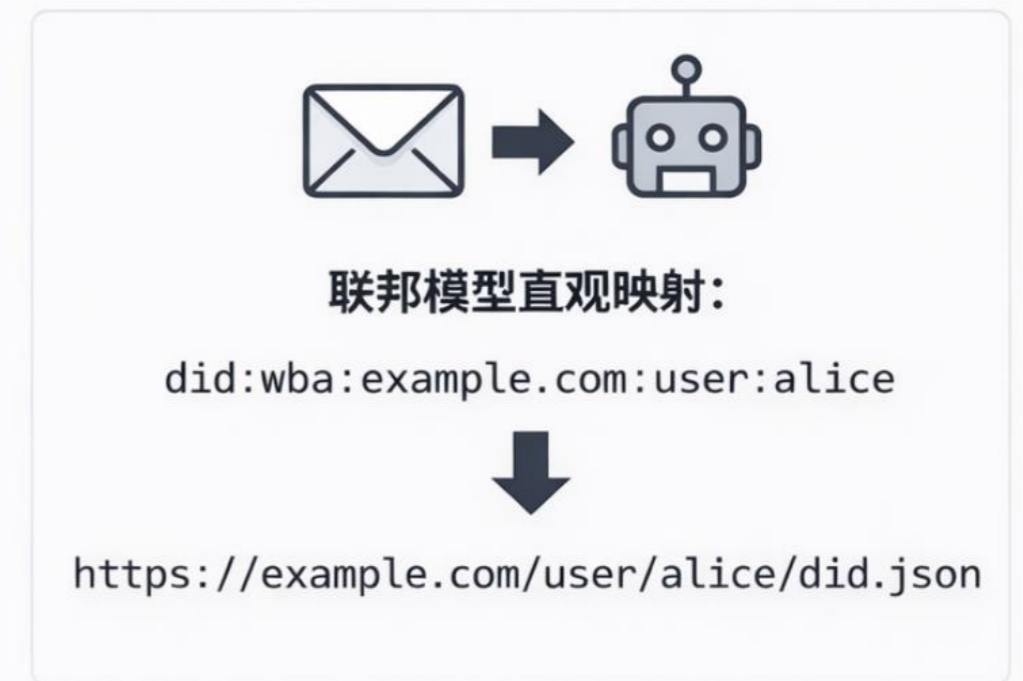 联邦模型直观映射：
did:wba:example.com:user:alice
https://example.com/user/alice/did.json